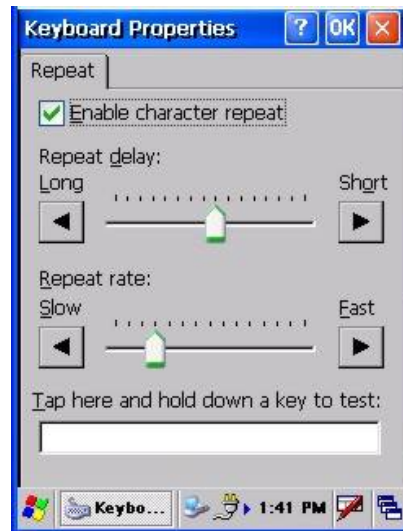 Keyboard Properties ? OK
Repeat
Enable character repeat
Repeat delay:
Long Short
Repeat rate:
Slow Fast
Tap here and hold down a key to test:
Keybo... 1:41 PM